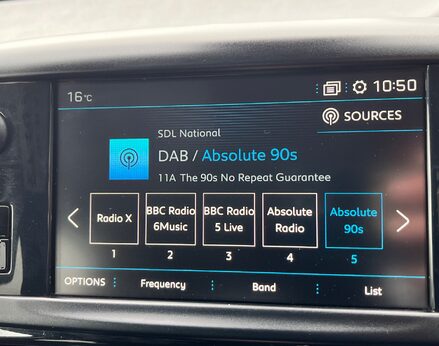 16°C
10:50
SOURCES
SDL National
DAB / Absolute 90s
11A The 90s No Repeat Guarantee
Radio X
1
BBC Radio
6Music
2
BBC Radio
5 Live
3
Absolute
Radio
4
Absolute
90s
5
OPTIONS Frequency Band List